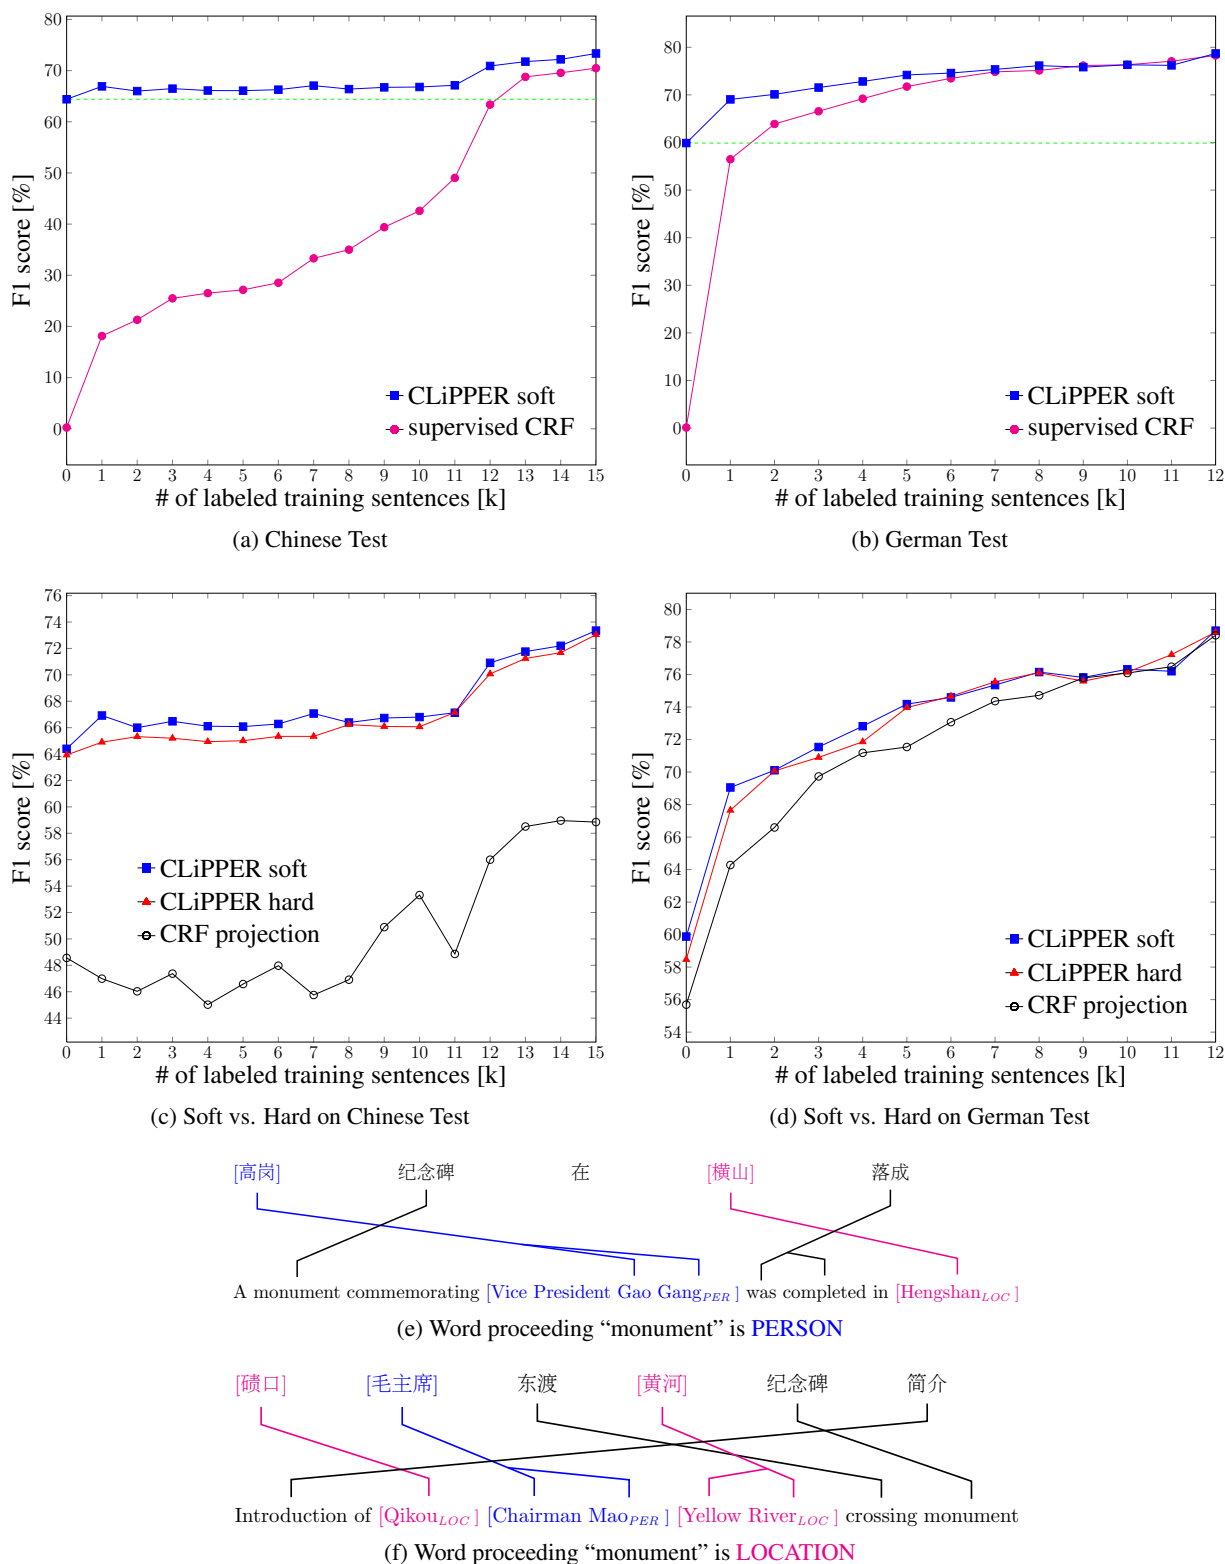 80
70
60
50
40
30
20
10
0
F1 score [%]
CLiPPER soft
supervised CRF
0 1 2 3 4 5 6 7 8 9 10 11 12 13 14 15
# of labeled training sentences [k]
(a) Chinese Test
80
70
60
50
40
30
20
10
0
F1 score [%]
CLiPPER soft
supervised CRF
0 1 2 3 4 5 6 7 8 9 10 11 12
# of labeled training sentences [k]
(b) German Test
76
74
72
70
68
66
64
62
60
58
56
54
52
50
48
46
44
F1 score [%]
CLiPPER soft
CLiPPER hard
CRF projection
0 1 2 3 4 5 6 7 8 9 10 11 12 13 14 15
# of labeled training sentences [k]
(c) Soft vs. Hard on Chinese Test
80
78
76
74
72
70
68
66
64
62
60
58
56
54
F1 score [%]
CLiPPER soft
CLiPPER hard
CRF projection
0 1 2 3 4 5 6 7 8 9 10 11 12
# of labeled training sentences [k]
(d) Soft vs. Hard on German Test
[高岗] 纪念碑 在 [横山] 落成
A monument commemorating [Vice President Gao GangPER] was completed in [HengshanLOC]
(e) Word proceeding “monument” is PERSON
[碛口] [毛主席] 东渡 [黄河] 纪念碑 简介
Introduction of [QikouLOC] [Chairman MaoPER] [Yellow RiverLOC] crossing monument
(f) Word proceeding “monument” is LOCATION